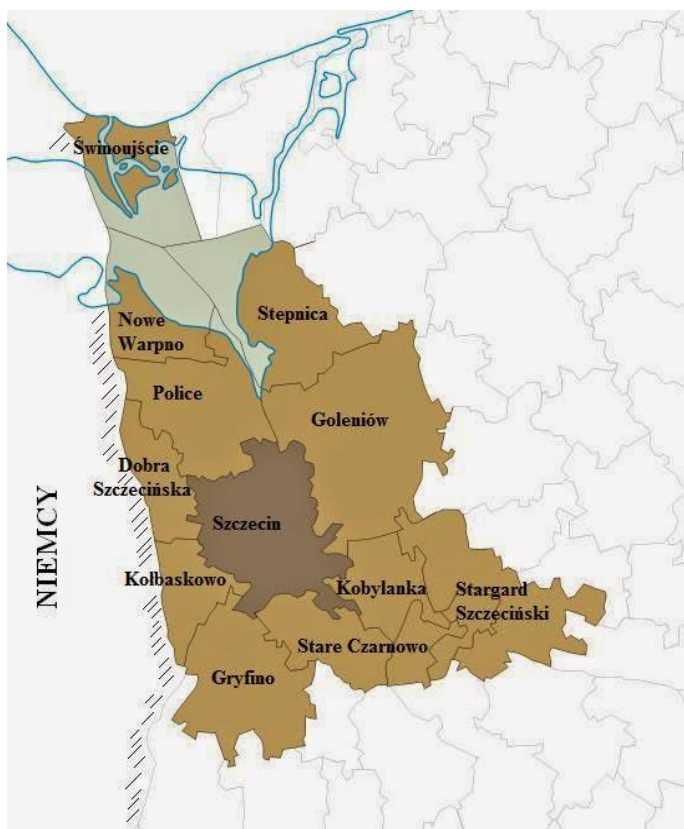 Świnoujście
Stepnica
Nowe
Warpno
Police
Goleniów
Dobra
Szczecińska
Szczecin
NIEMCY
Kołbaskowo
Kobylanka
Stargard
Szczeciński
Stare Czarnowo
Gryfino